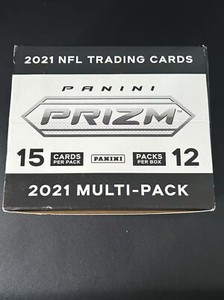 2021 NFL TRADING CARDS
PANINI
PRIZM
15 CARDS PER PACK PANINI PACKS PER BOX 12
2021 MULTI-PACK